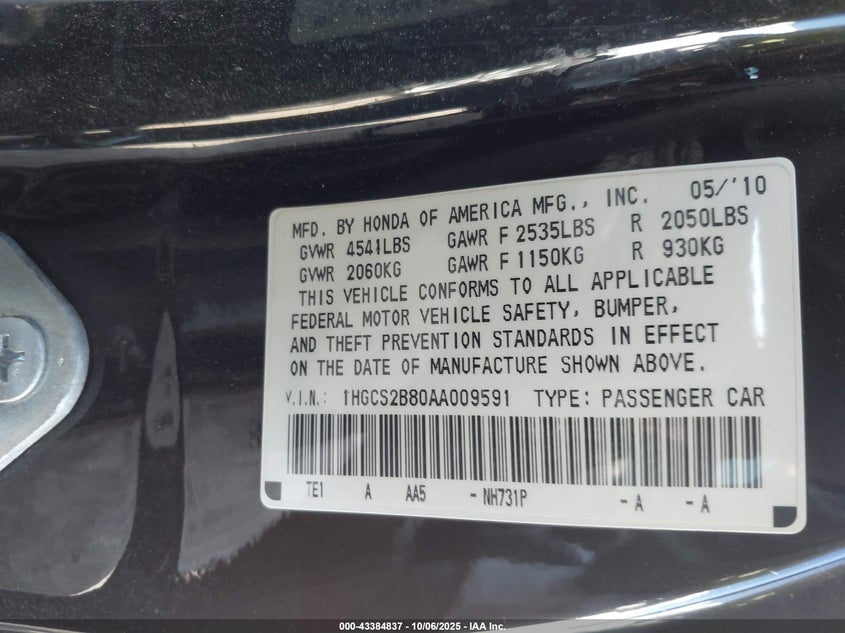 MFD. BY HONDA OF AMERICA MFG., INC. 05/'10
GVWR 4541LBS GAWR F 2535LBS R 2050LBS
GVWR 2060KG GAWR F 1150KG R 930KG
THIS VEHICLE CONFORMS TO ALL APPLICABLE
FEDERAL MOTOR VEHICLE SAFETY, BUMPER,
AND THEFT PREVENTION STANDARDS IN EFFECT
ON THE DATE OF MANUFACTURE SHOWN ABOVE.
V.I.N.: 1HGCS2B80AA009591 TYPE: PASSENGER CAR
TE1 A AA5 -NH731P -A -A
000-43384837 - 10/06/2025 - IAA Inc.